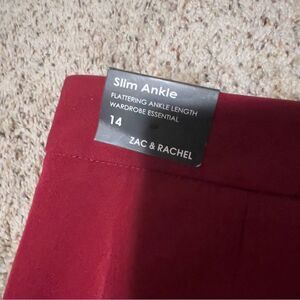 Slim Ankle
FLATTERING ANKLE LENGTH
WARDROBE ESSENTIAL
14
ZAC & RACHEL